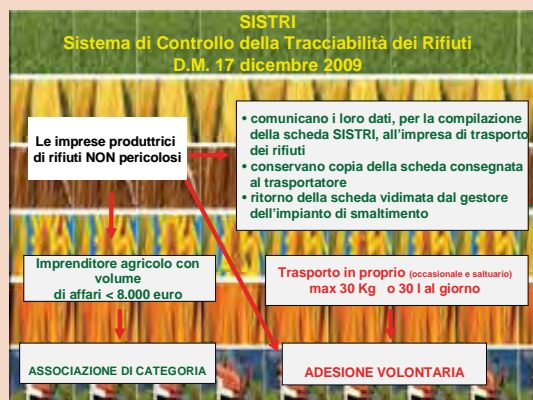 SISTRI
Sistema di Controllo della Tracciabilità dei Rifiuti
D.M. 17 dicembre 2009
Le imprese produttrici
di rifiuti NON pericolosi
• comunicano i loro dati, per la compilazione
della scheda SISTRI, all'impresa di trasporto
dei rifiuti
• conservano copia della scheda consegnata
al trasportatore
• ritorno della scheda vidimata dal gestore
dell'impianto di smaltimento
Imprenditore agricolo con
volume
di affari < 8.000 euro
Trasporto in proprio (occasionale e saltuario)
max 30 Kg o 30 l al giorno
ASSOCIAZIONE DI CATEGORIA
ADESIONE VOLONTARIA